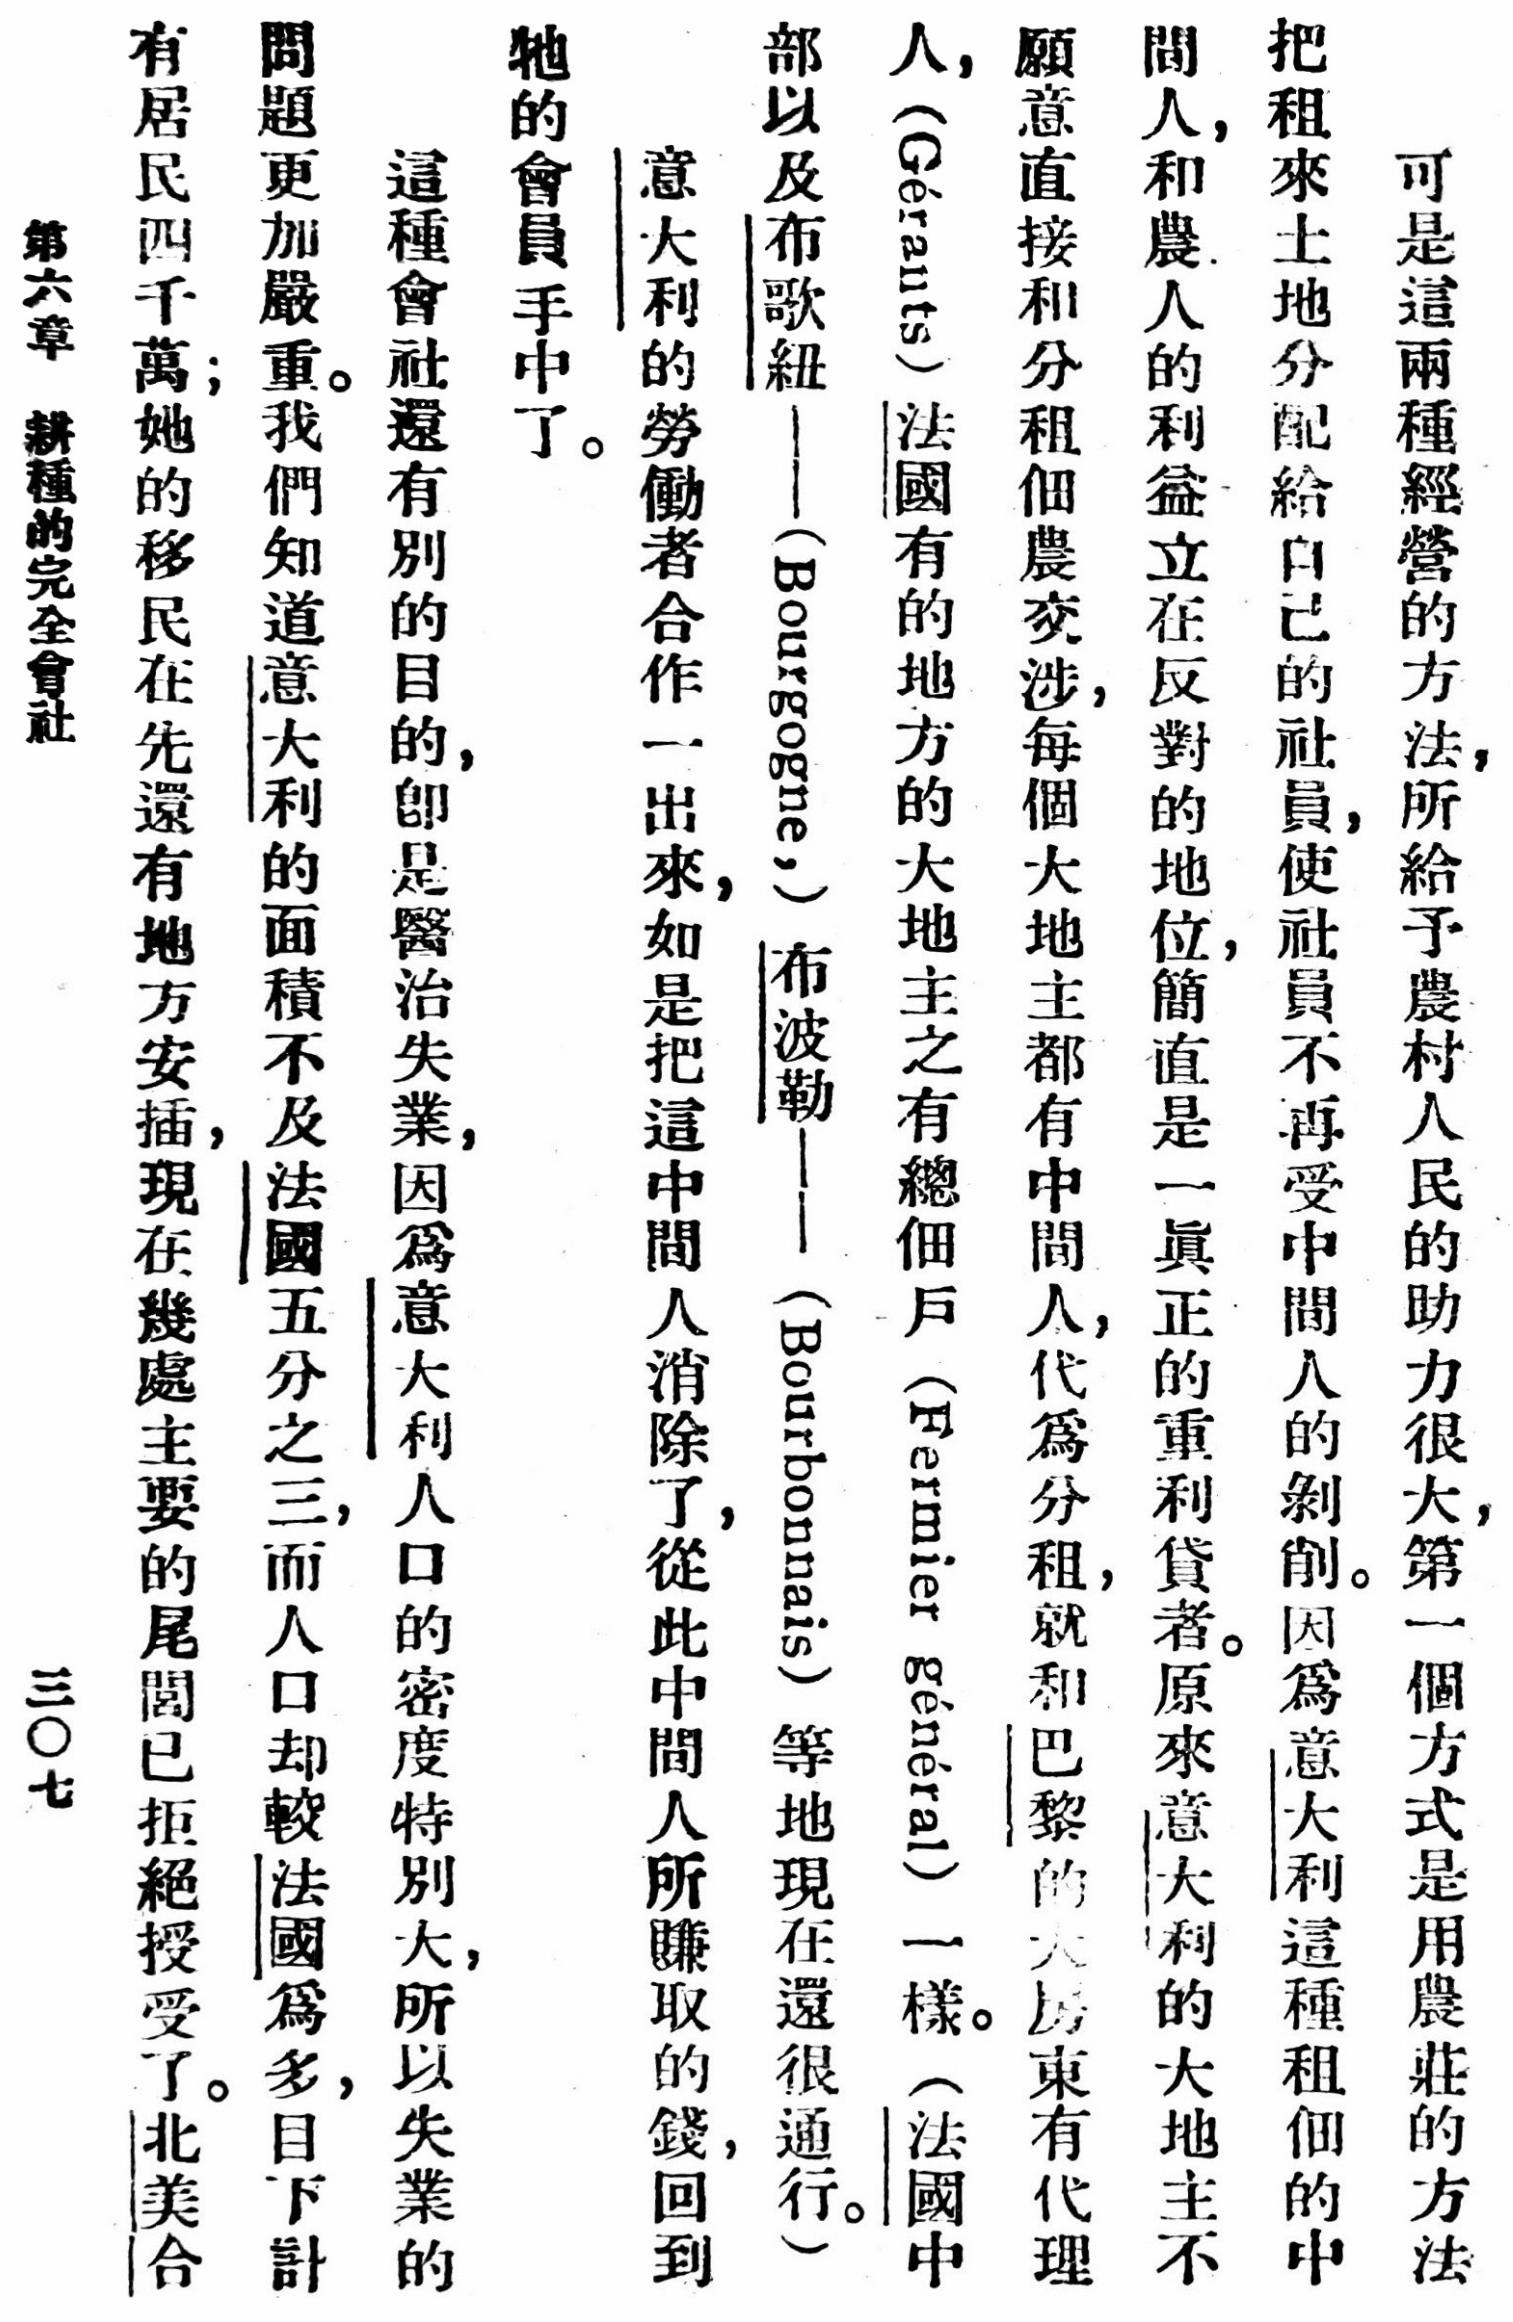 可是這兩種經營的方法,所給予農村人民的助力很大,第一個方式是用農莊的方法
把租來土地分配給自己的社員,使社員不再受中間人的剝削。因爲意大利這種租佃的中
間人,和農人的利益立在反對的地位,簡直是一眞正的重利貸者。原來意大利的大地主不
願意直接和分租佃農交涉,每個大地主都有中間人,代爲分租,就和巴黎的大房東有代理
人,(Gérants)法國有的地方的大地主之有總佃戶(Fermier général)一樣。(法國中
部以及布歌紐——(Bourgogne,)布波勒——(Bourbonnais)等地現在還很通行。)
意大利的勞働者合作一出來,如是把這中間人消除了,從此中間人所賺取的錢,回到
牠的會員手中了。
這種會社還有別的目的,卽是醫治失業,因爲意大利人口的密度特別大,所以失業的
問題更加嚴重。我們知道意大利的面積不及法國五分之三,而人口却較法國爲多,目下計
有居民四千萬;她的移民在先還有地方安插,現在幾處主要的尾閭已拒絕授受了。北美合
第六章 耕種的完全會社
三〇七